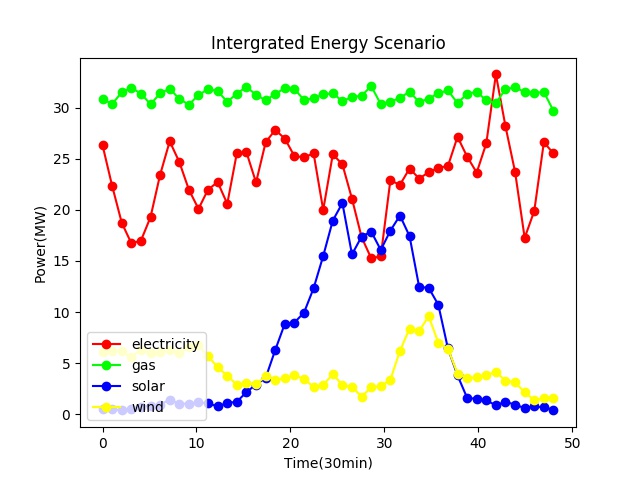 Intergrated Energy Scenario
Power(MW)
30
25
20
15
10
5
0
electricity
gas
solar
wind
0 10 20 30 40 50
Time(30min)